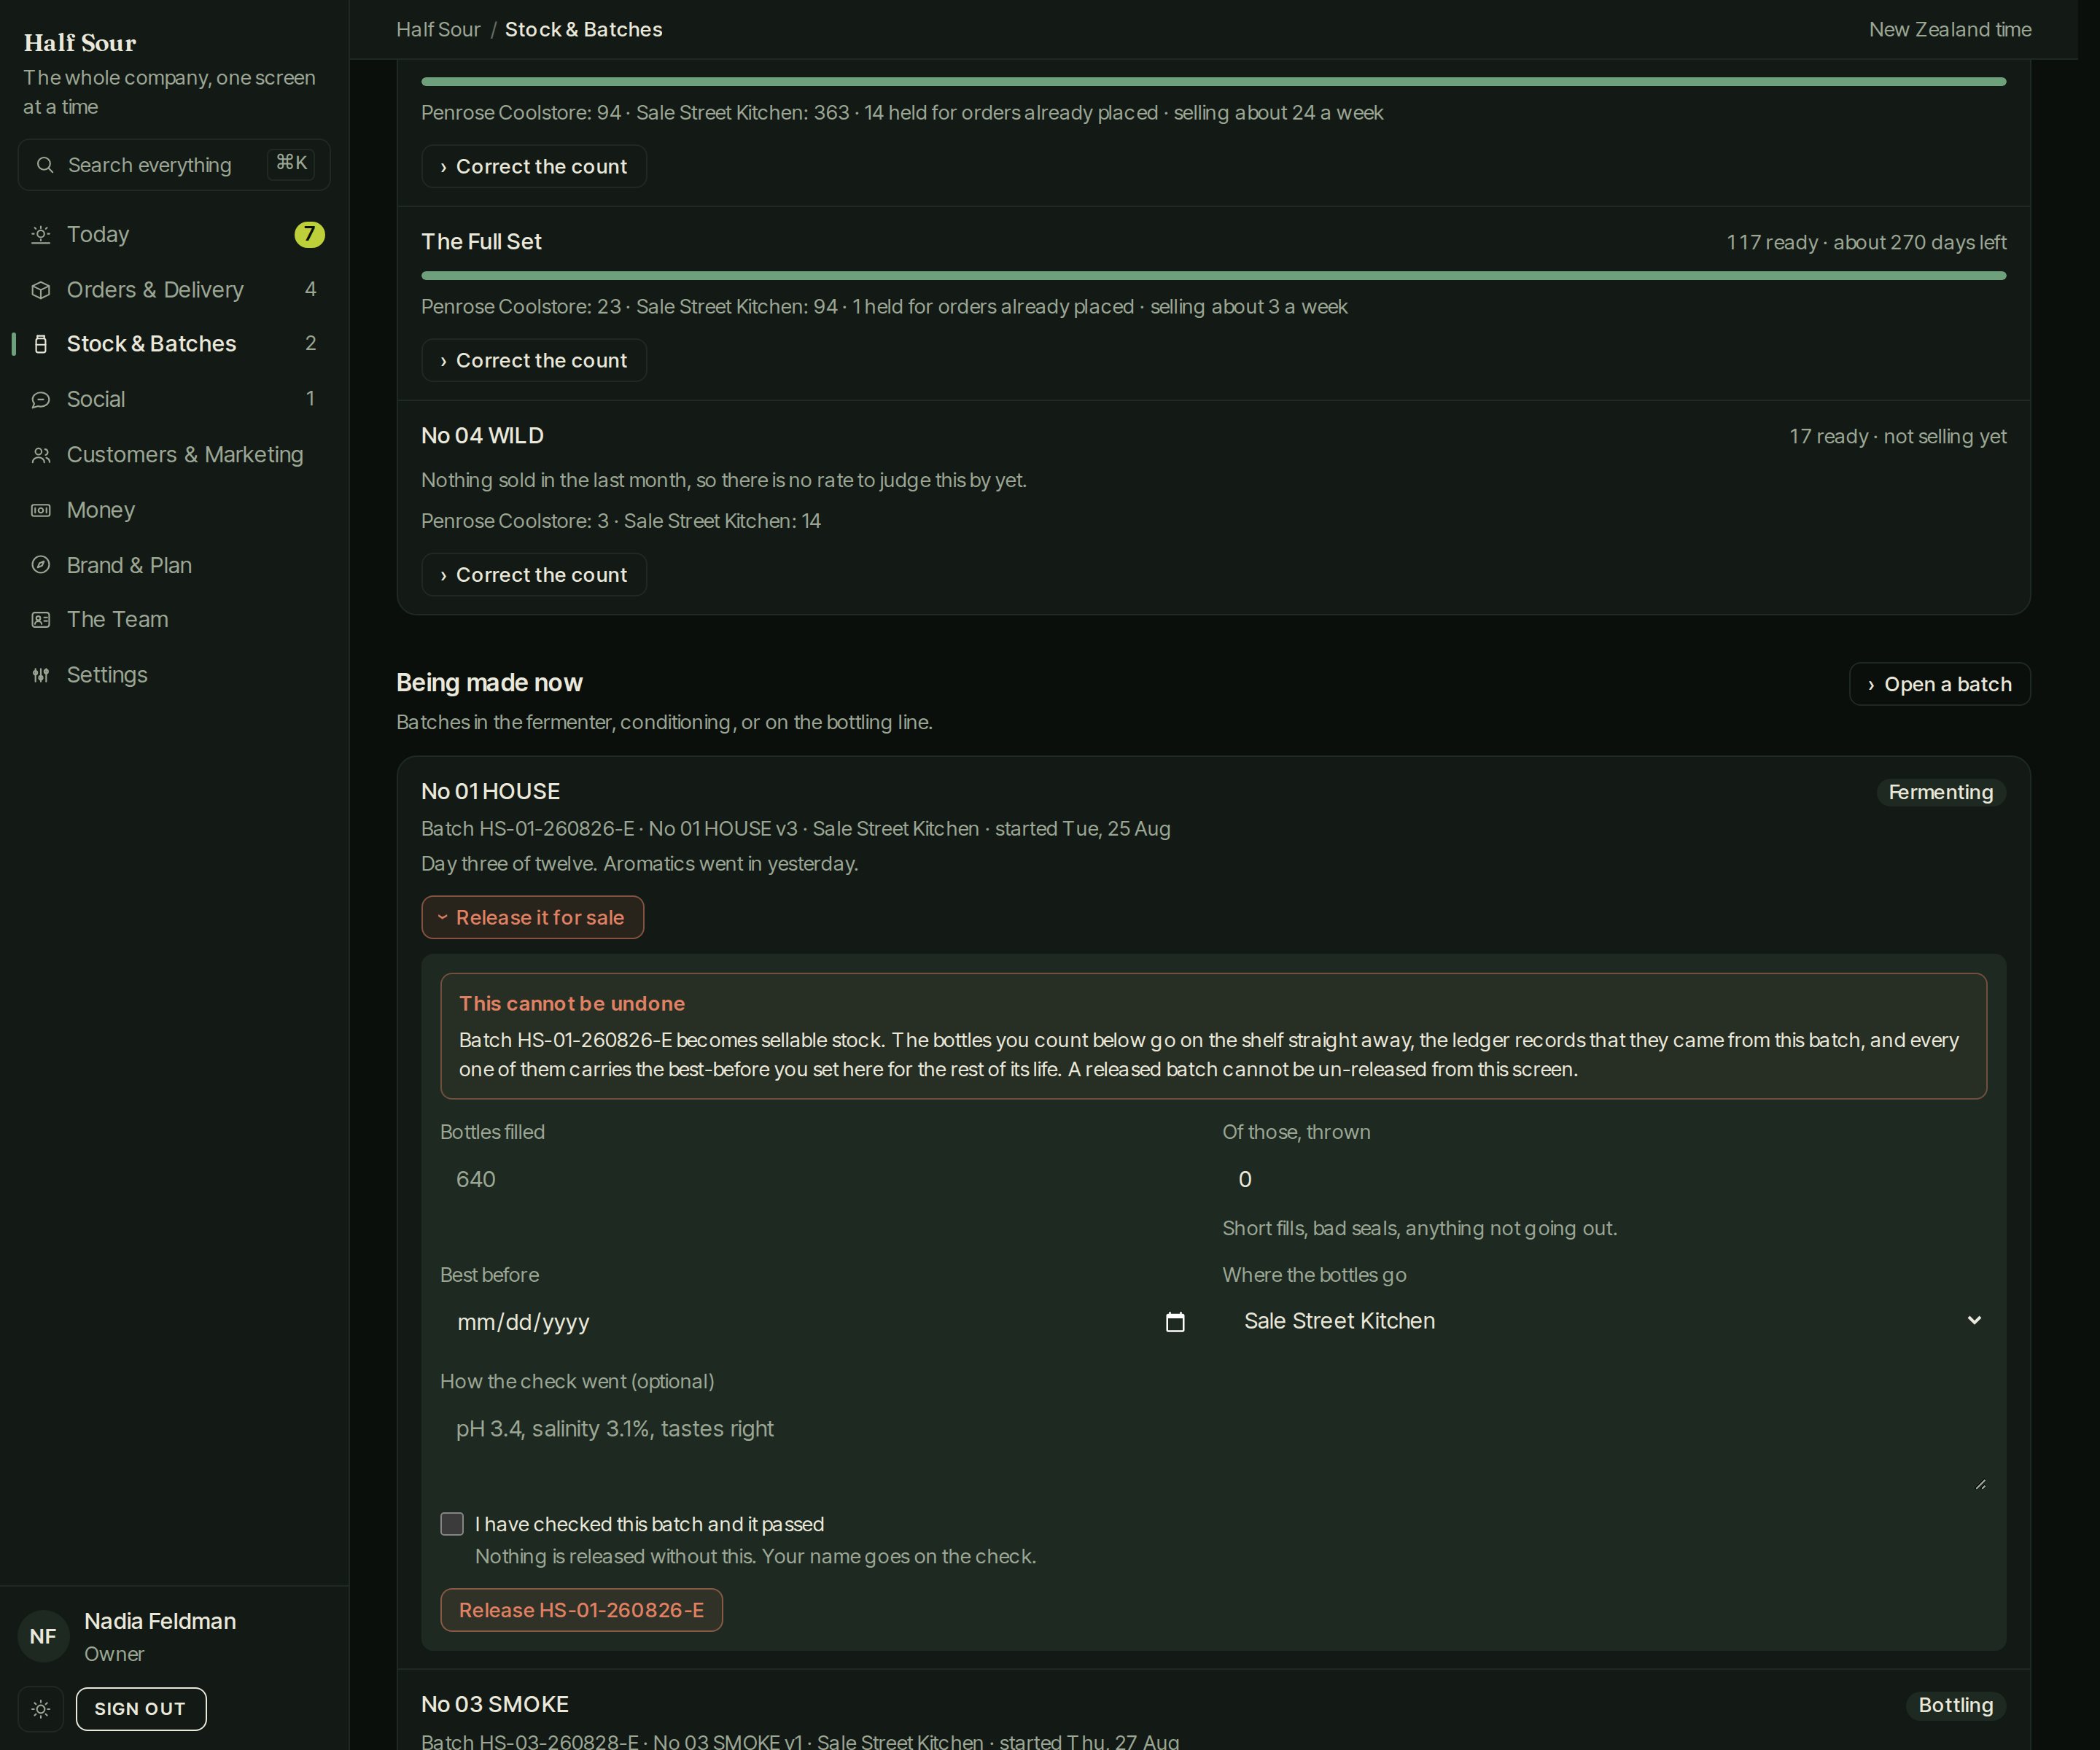 Half Sour
The whole company, one screen
at a time
Search everything ⌘K
Today 7
Orders & Delivery 4
Stock & Batches 2
Social 1
Customers & Marketing
Money
Brand & Plan
The Team
Settings
NF
Nadia Feldman
Owner
SIGN OUT
Half Sour / Stock & Batches
New Zealand time
Penrose Coolstore: 94 · Sale Street Kitchen: 363 · 14 held for orders already placed · selling about 24 a week
› Correct the count
The Full Set
117 ready · about 270 days left
Penrose Coolstore: 23 · Sale Street Kitchen: 94 · 1 held for orders already placed · selling about 3 a week
› Correct the count
No 04 WILD
17 ready · not selling yet
Nothing sold in the last month, so there is no rate to judge this by yet.
Penrose Coolstore: 3 · Sale Street Kitchen: 14
› Correct the count
Being made now
› Open a batch
Batches in the fermenter, conditioning, or on the bottling line.
No 01 HOUSE
Fermenting
Batch HS-01-260826-E · No 01 HOUSE v3 · Sale Street Kitchen · started Tue, 25 Aug
Day three of twelve. Aromatics went in yesterday.
Release it for sale
This cannot be undone
Batch HS-01-260826-E becomes sellable stock. The bottles you count below go on the shelf straight away, the ledger records that they came from this batch, and every
one of them carries the best-before you set here for the rest of its life. A released batch cannot be un-released from this screen.
Bottles filled
Of those, thrown
640
0
Short fills, bad seals, anything not going out.
Best before
Where the bottles go
mm/dd/yyyy
Sale Street Kitchen
How the check went (optional)
pH 3.4, salinity 3.1%, tastes right
I have checked this batch and it passed
Nothing is released without this. Your name goes on the check.
Release HS-01-260826-E
No 03 SMOKE
Bottling
Batch HS-03-260828-E · No 03 SMOKE v1 · Sale Street Kitchen · started Thu, 27 Aug